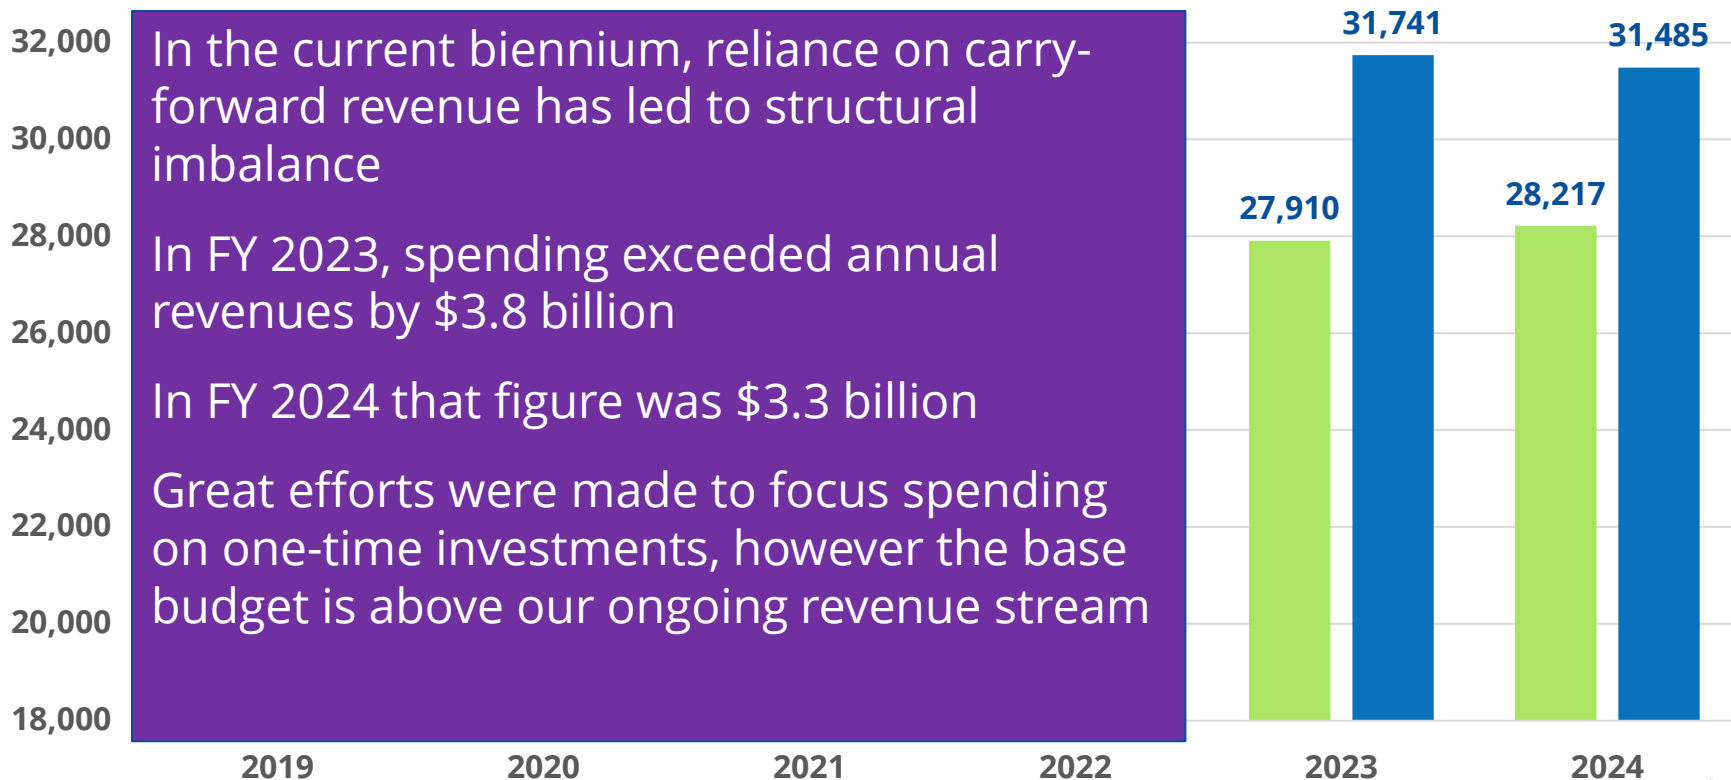 In the current biennium, reliance on carry-
forward revenue has led to structural
imbalance
In FY 2023, spending exceeded annual
revenues by $3.8 billion
In FY 2024 that figure was $3.3 billion
Great efforts were made to focus spending
on one-time investments, however the base
budget is above our ongoing revenue stream
32,000
30,000
28,000
26,000
24,000
22,000
20,000
18,000
27,910
31,741
28,217
31,485
2019 2020 2021 2022 2023 2024